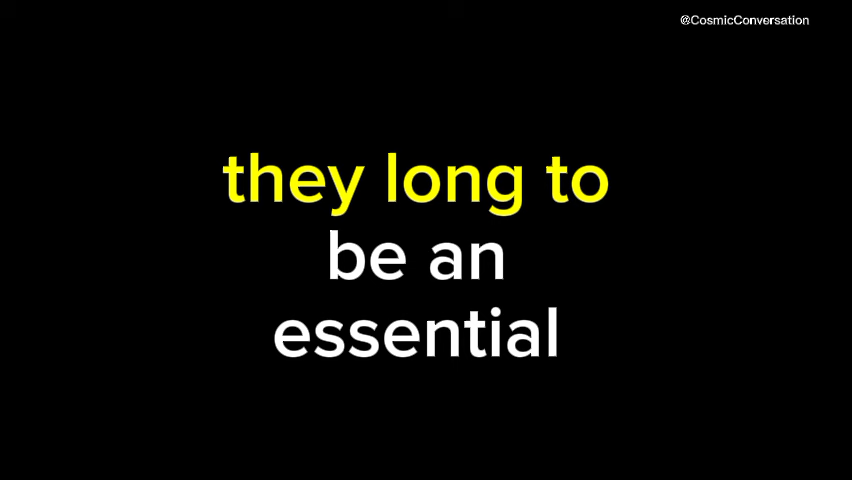 @CosmicConversation
they long to
be an
essential